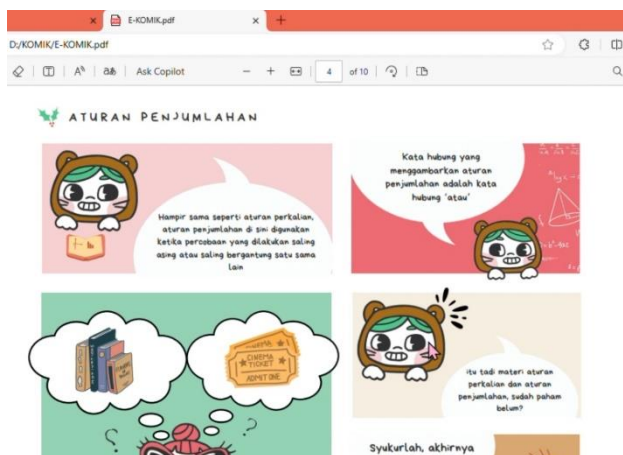 E-KOMIK.pdf
D:/KOMIK/E-KOMIK.pdf
Ask Copilot
4 of 10
ATURAN PENJUMLAHAN
Hampir sama seperti aturan perkalian,
aturan penjumlahan di sini digunakan
ketika percobaan yang dilakukan saling
asing atau saling bergantung satu sama
lain
Kata hubung yang
menggambarkan aturan
penjumlahan adalah kata
hubung 'atau'
CINEMA
TICKET
ADMIT ONE
itu tadi materi aturan
perkalian dan aturan
penjumlahan, sudah paham
belum?
Syukurlah, akhirnya